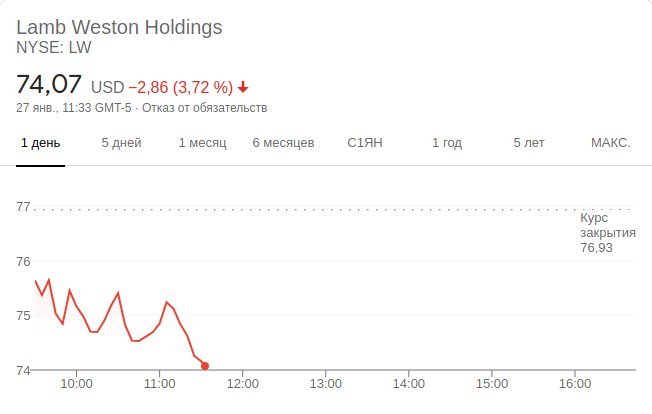 Lamb Weston Holdings
NYSE: LW
74,07 USD −2,86 (3,72 %)
27 янв., 11:33 GMT-5 · Отказ от обязательств
1 день 5 дней 1 месяц 6 месяцев С1ЯН 1 год 5 лет МАКС.
77
Курс
закрытия
76,93
76
75
74
10:00 11:00 12:00 13:00 14:00 15:00 16:00